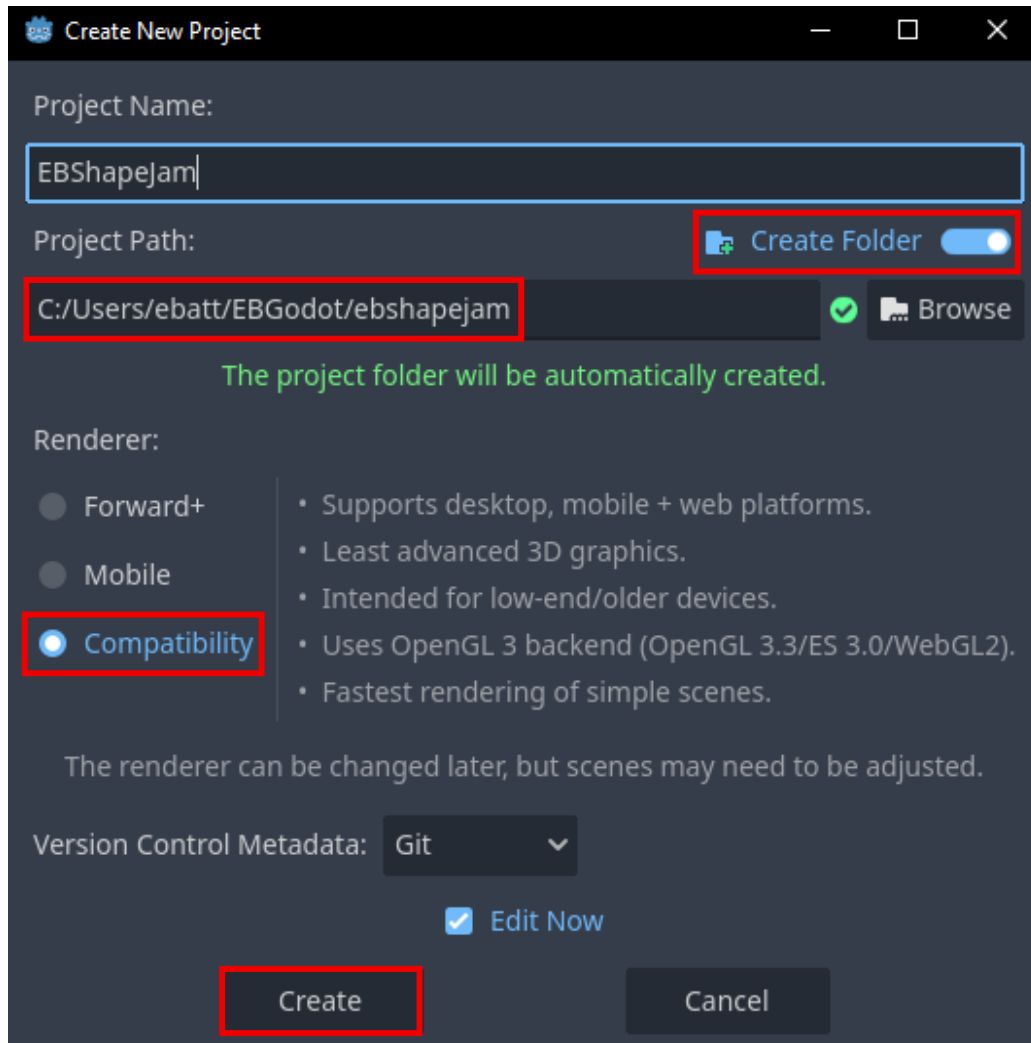 Create New Project
Project Name:
EBShapeJam
Project Path:
Create Folder
C:/Users/ebatt/EBGodot/ebshapejam
Browse
The project folder will be automatically created.
Renderer:
Forward+
Mobile
Compatibility
• Supports desktop, mobile + web platforms.
• Least advanced 3D graphics.
• Intended for low-end/older devices.
• Uses OpenGL 3 backend (OpenGL 3.3/ES 3.0/WebGL2).
• Fastest rendering of simple scenes.
The renderer can be changed later, but scenes may need to be adjusted.
Version Control Metadata: Git
Edit Now
Create
Cancel